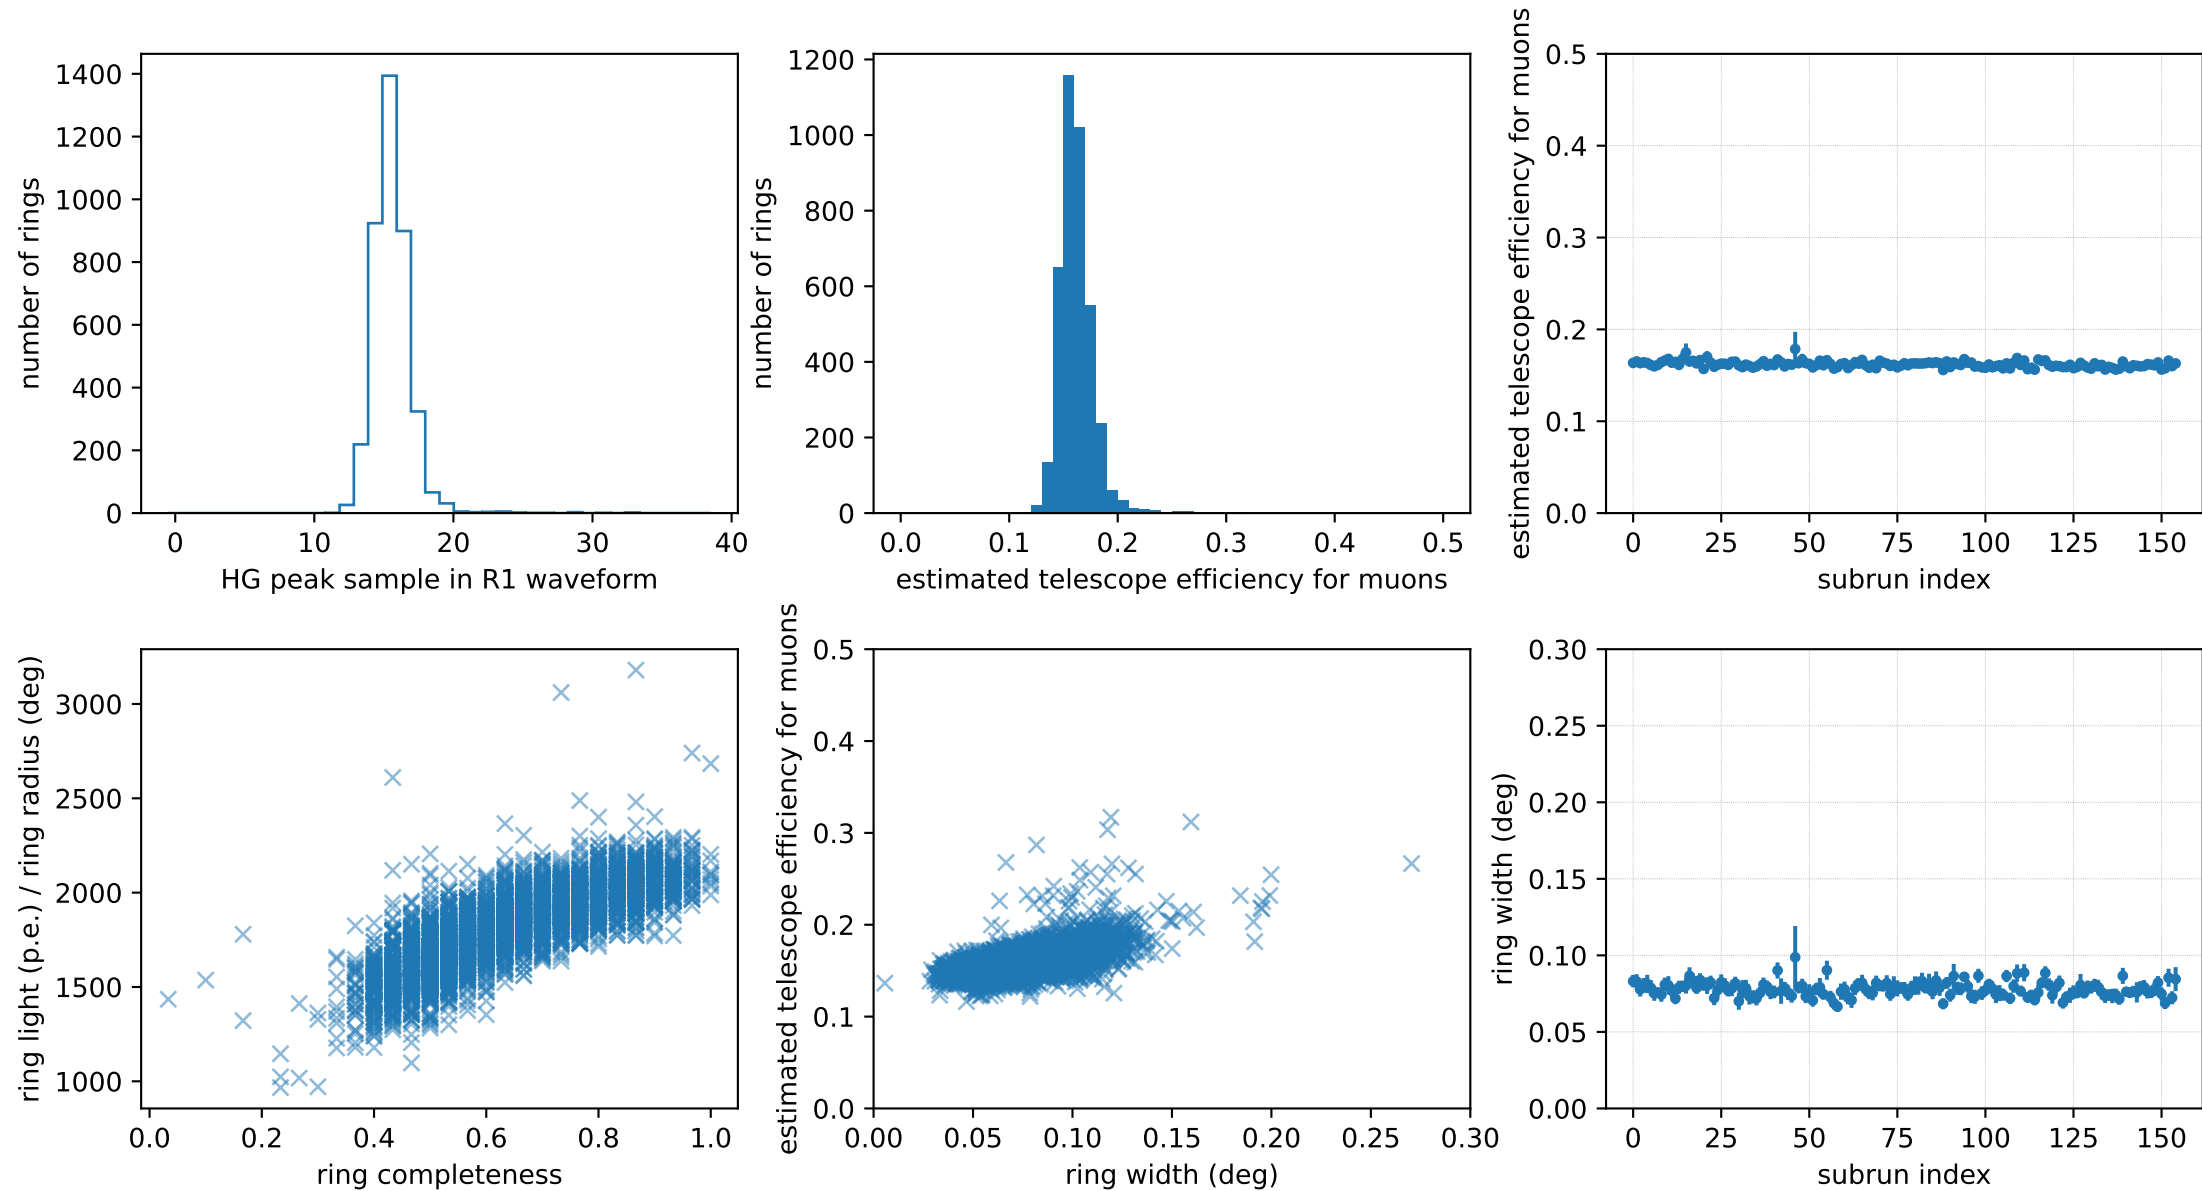 number of rings
1400
1200
1000
800
600
400
200
0
0 10 20 30 40
HG peak sample in R1 waveform
number of rings
1200
1000
800
600
400
200
0
0.0 0.1 0.2 0.3 0.4 0.5
estimated telescope efficiency for muons
estimated telescope efficiency for muons
0.5
0.4
0.3
0.2
0.1
0.0
0 25 50 75 100 125 150
subrun index
ring light (p.e.) / ring radius (deg)
3000
2500
2000
1500
1000
0.0 0.2 0.4 0.6 0.8 1.0
ring completeness
estimated telescope efficiency for muons
0.5
0.4
0.3
0.2
0.1
0.0
0.00 0.05 0.10 0.15 0.20 0.25 0.30
ring width (deg)
ring width (deg)
0.30
0.25
0.20
0.15
0.10
0.05
0.00
0 25 50 75 100 125 150
subrun index